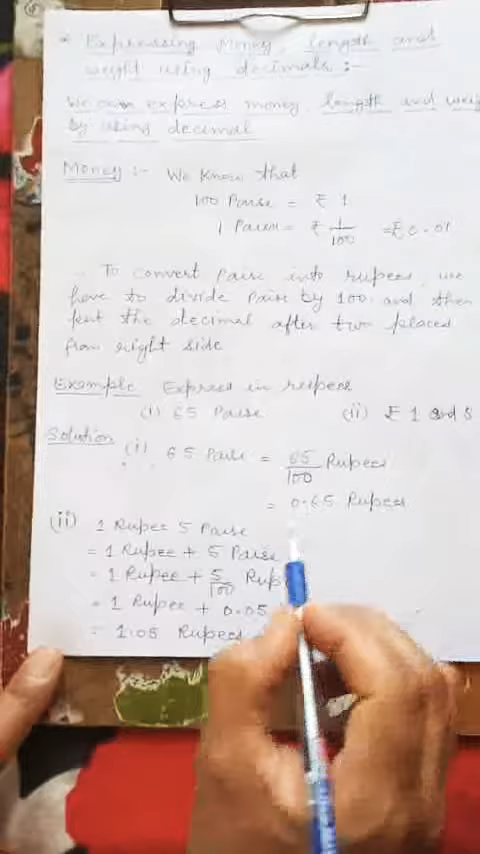 * Expressing Money, length and
weight using decimals :-
We can express money, length and weig
by using decimal
Money :- We know that
100 Paise = ₹ 1
1 Paise = ₹ 1/100 = ₹ 0.01
To convert paise into rupees, we
have to divide paise by 100 and then
put the decimal after two places
from right side
Example Express in rupees
(i) 65 Paise (ii) ₹ 1 and 5
Solution (i) 65 Paise = 65/100 Rupees
= 0.65 Rupees
(ii) 1 Rupee 5 Paise
= 1 Rupee + 5 Paise
= 1 Rupee + 5/100 Rup
= 1 Rupee + 0.05
= 1.05 Rupees